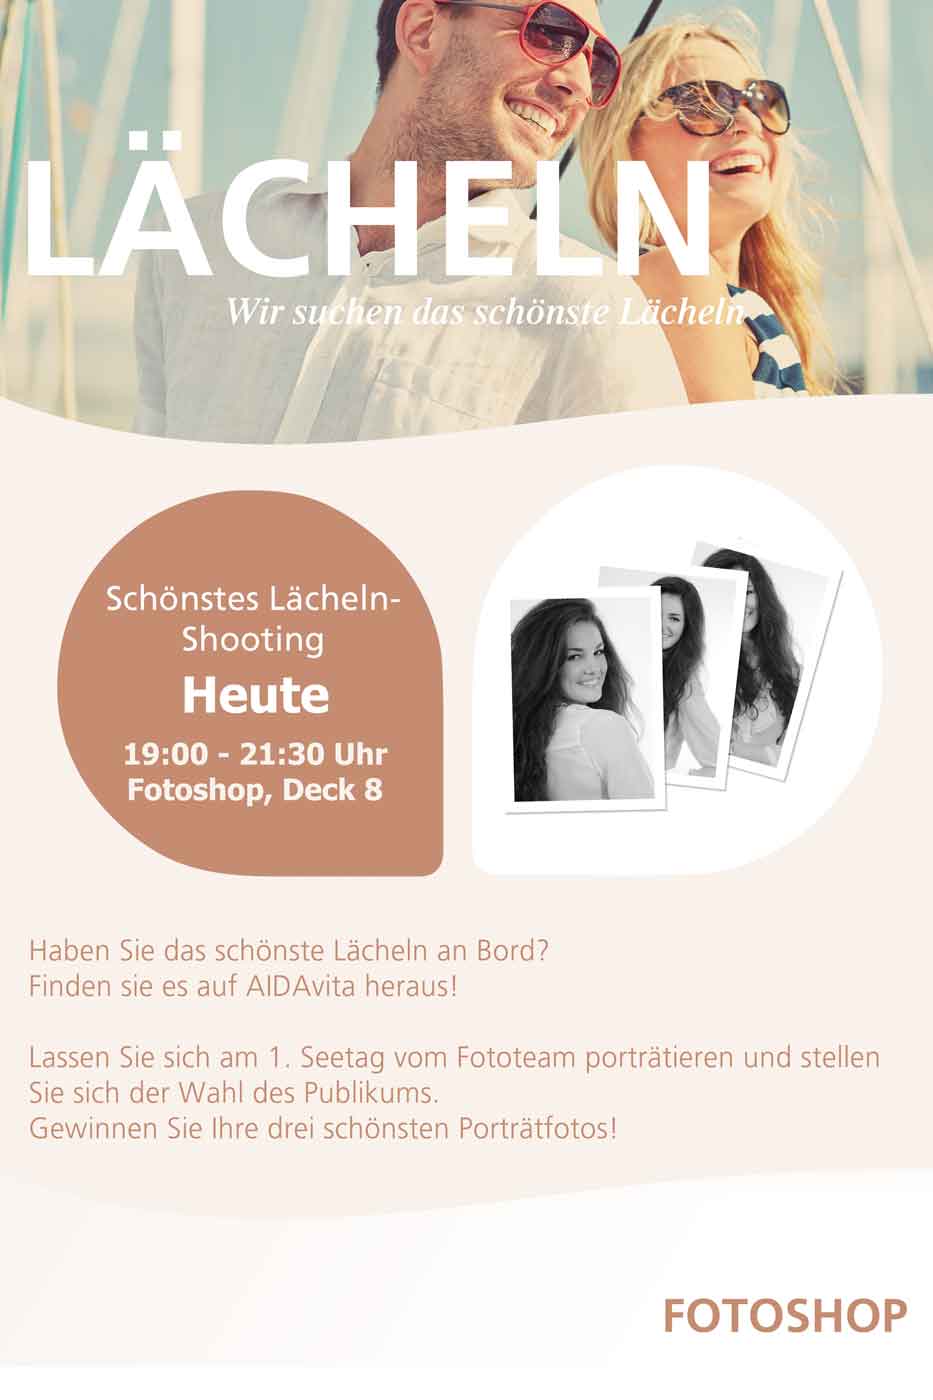 LÄCHELN
Wir suchen das schönste Lächeln
Schönstes Lächeln-
Shooting
Heute
19:00 - 21:30 Uhr
Fotoshop, Deck 8
Haben Sie das schönste Lächeln an Bord?
Finden sie es auf AIDAvita heraus!
Lassen Sie sich am 1. Seetag vom Fototeam porträtieren und stellen
Sie sich der Wahl des Publikums.
Gewinnen Sie Ihre drei schönsten Porträtfotos!
FOTOSHOP